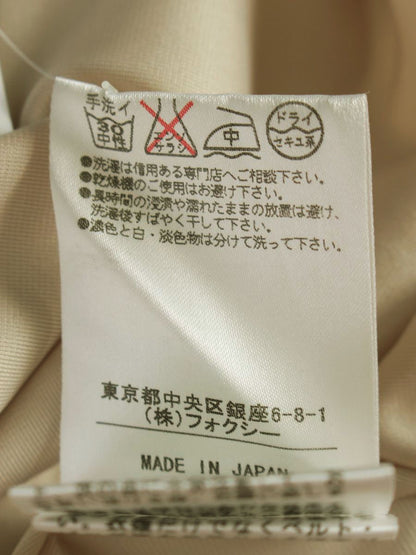 手洗イ
30
中性
エンソ
サラシ
中
ドライ
セキユ系
●洗濯は信用ある専門店へご相談下さい。
●乾燥機のご使用はお避け下さい。
●長時間の浸漬や濡れたままの放置は避け、
洗濯後すばやく干して下さい。
●濃色と白・淡色物は分けて洗って下さい。
東京都中央区銀座6-8-1
(株)フォクシー
MADE IN JAPAN